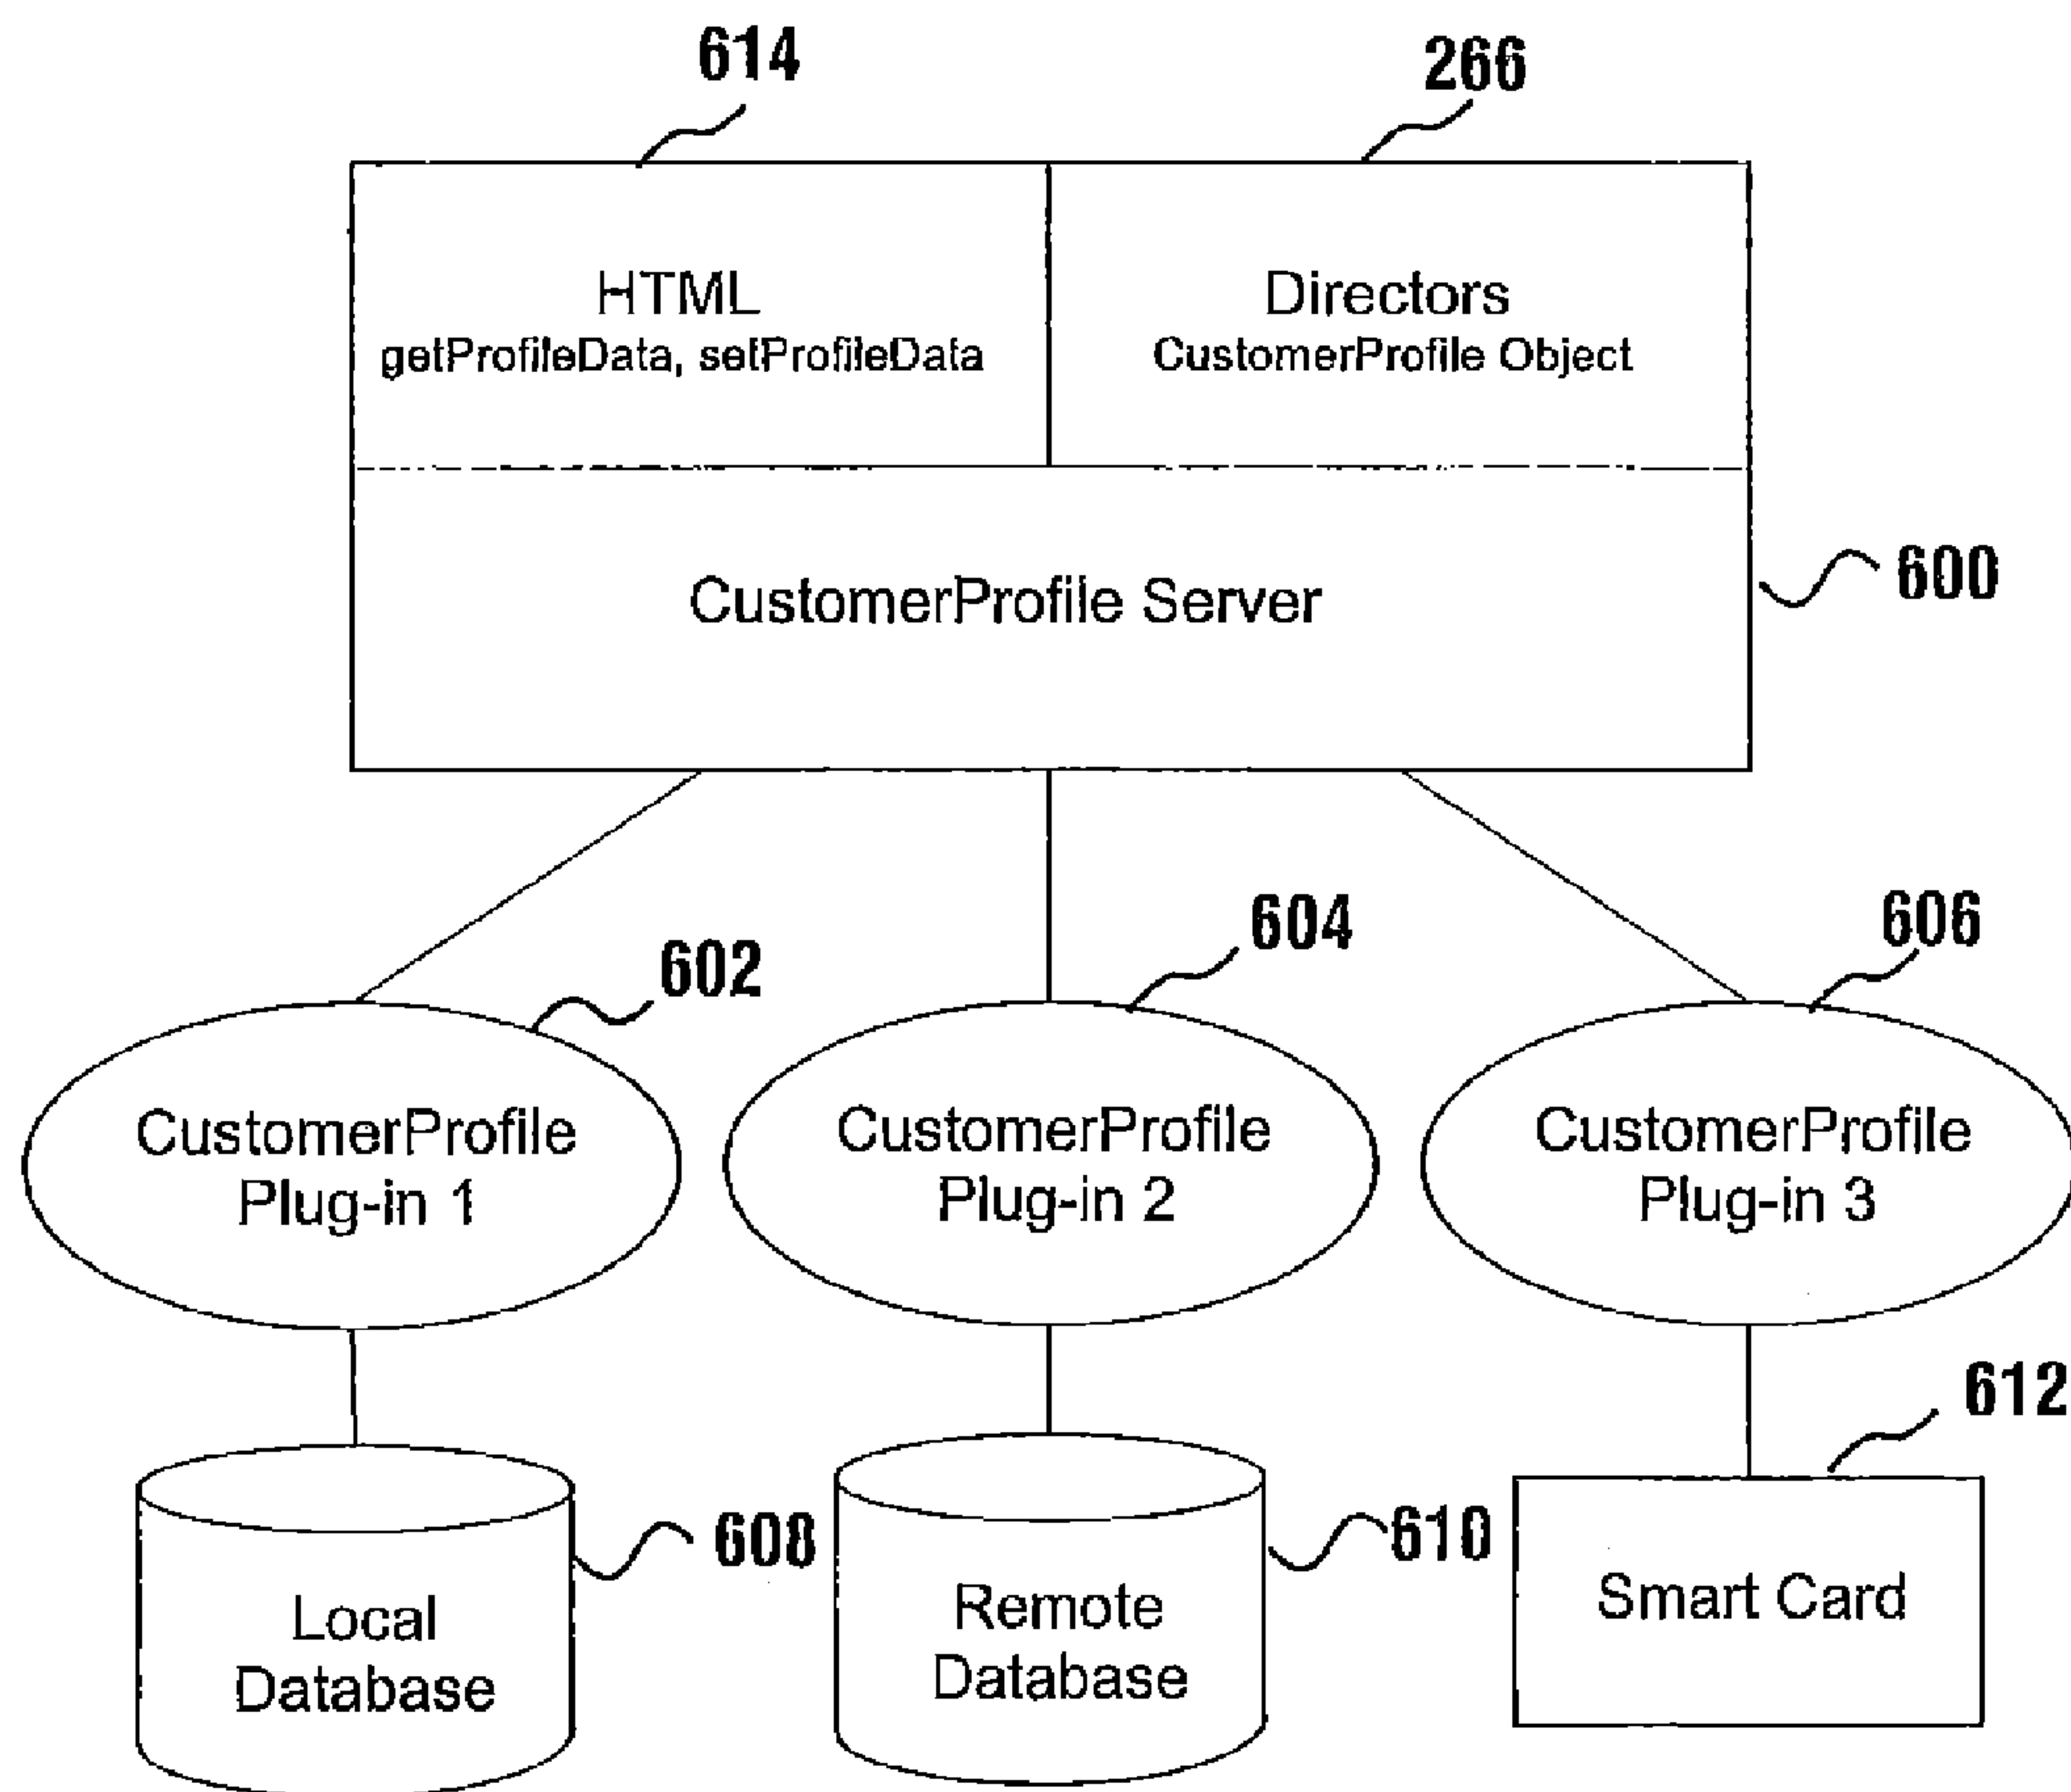 614
266
HTML
getProfileData, setProfileData
Directors
CustomerProfile Object
CustomerProfile Server
600
602
604
606
CustomerProfile
Plug-in 1
CustomerProfile
Plug-in 2
CustomerProfile
Plug-in 3
612
608
610
Local
Database
Remote
Database
Smart Card